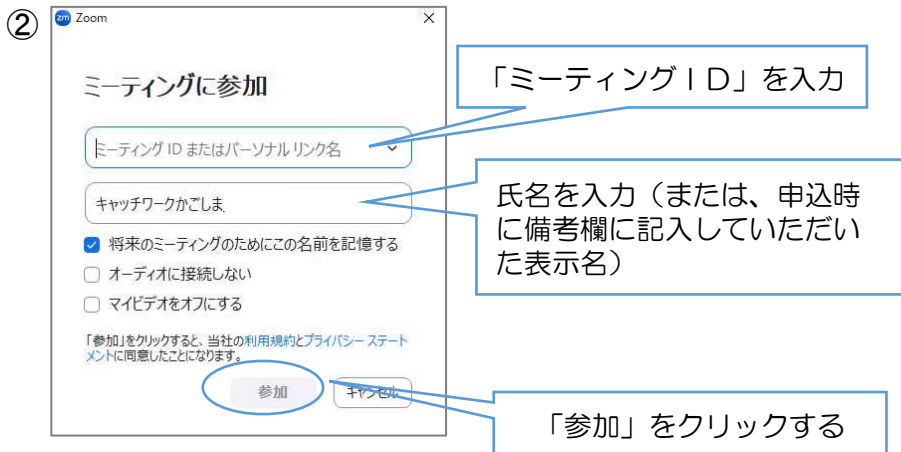 ②
zm Zoom
ミーティングに参加
「ミーティングＩＤ」を入力
ミーティング ID またはパーソナル リンク名
キャッチワークかごしま
氏名を入力（または、申込時
に備考欄に記入していただい
た表示名）
将来のミーティングのためにこの名前を記憶する
オーディオに接続しない
マイビデオをオフにする
「参加」をクリックすると、当社の利用規約とプライバシー ステート
メントに同意したことになります。
参加
キャンセル
「参加」をクリックする